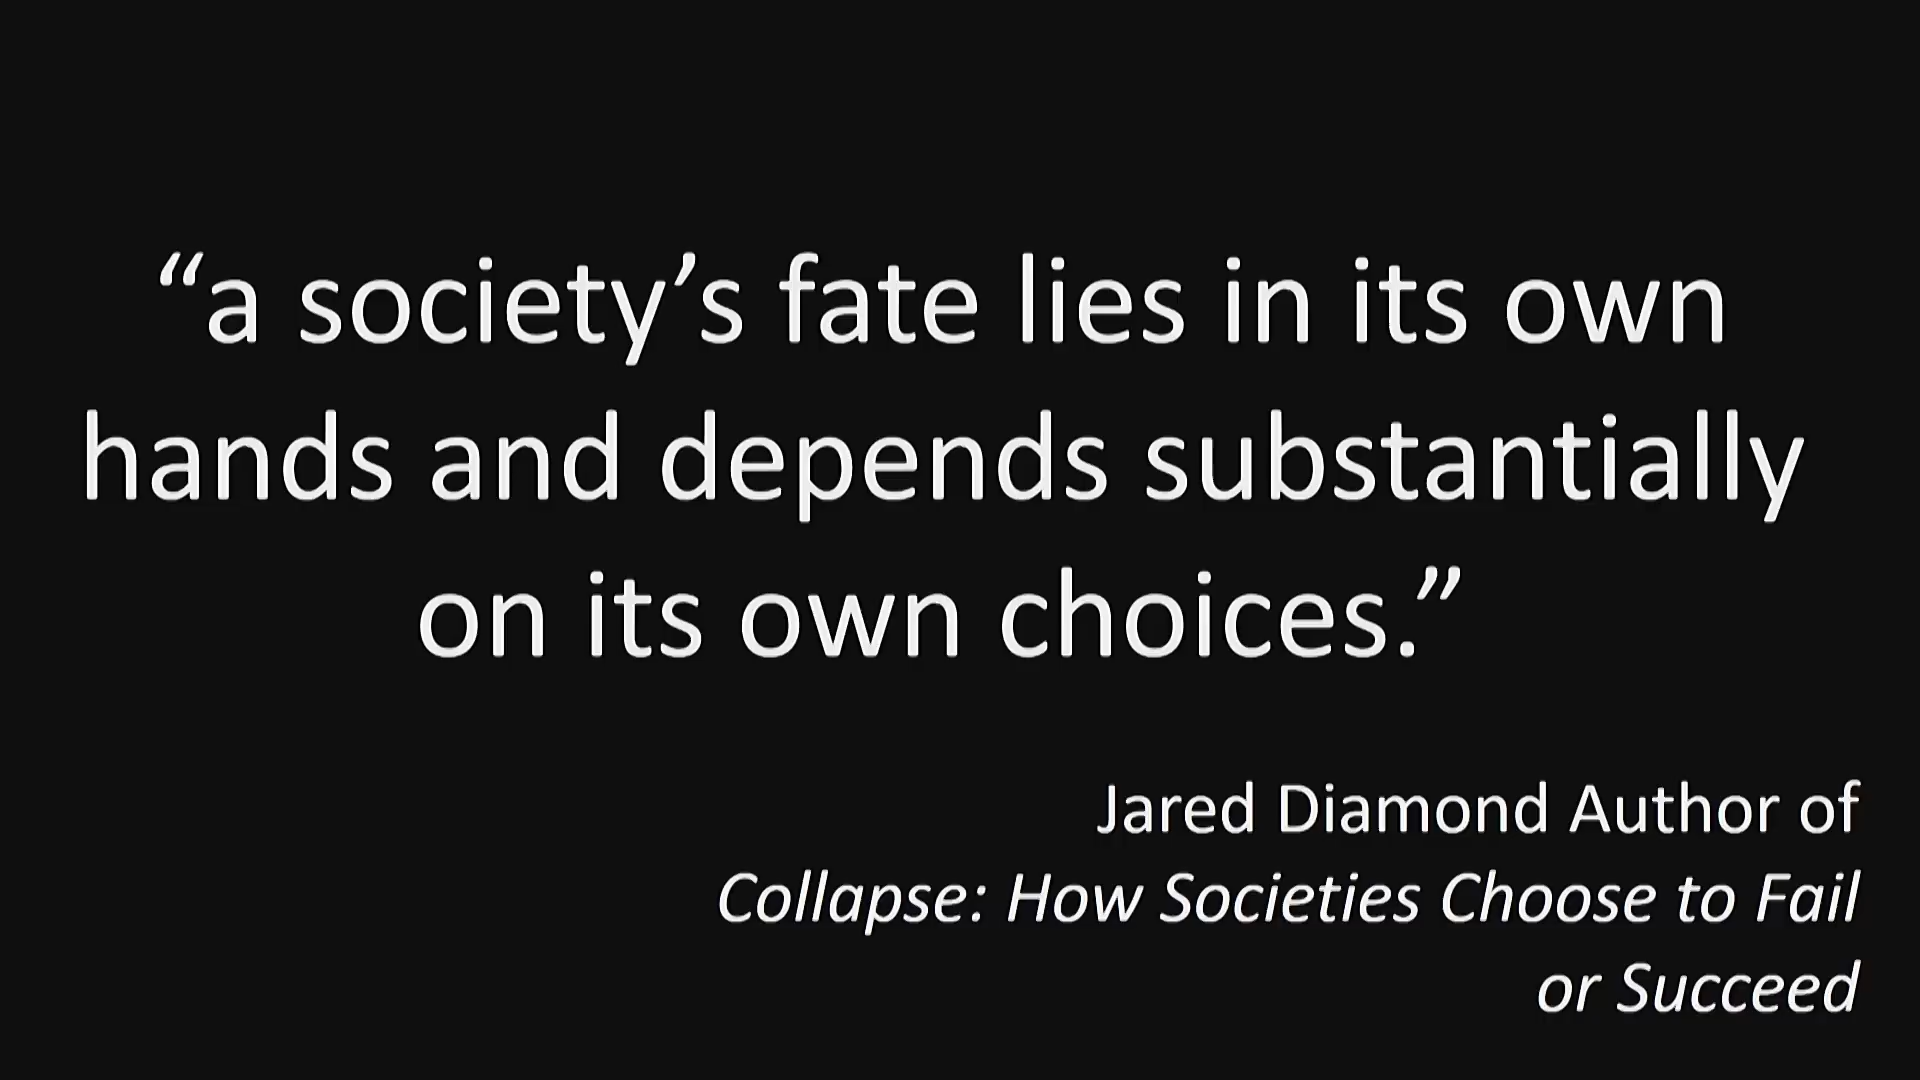 “a society’s fate lies in its own
hands and depends substantially
on its own choices.”
Jared Diamond Author of
Collapse: How Societies Choose to Fail
or Succeed